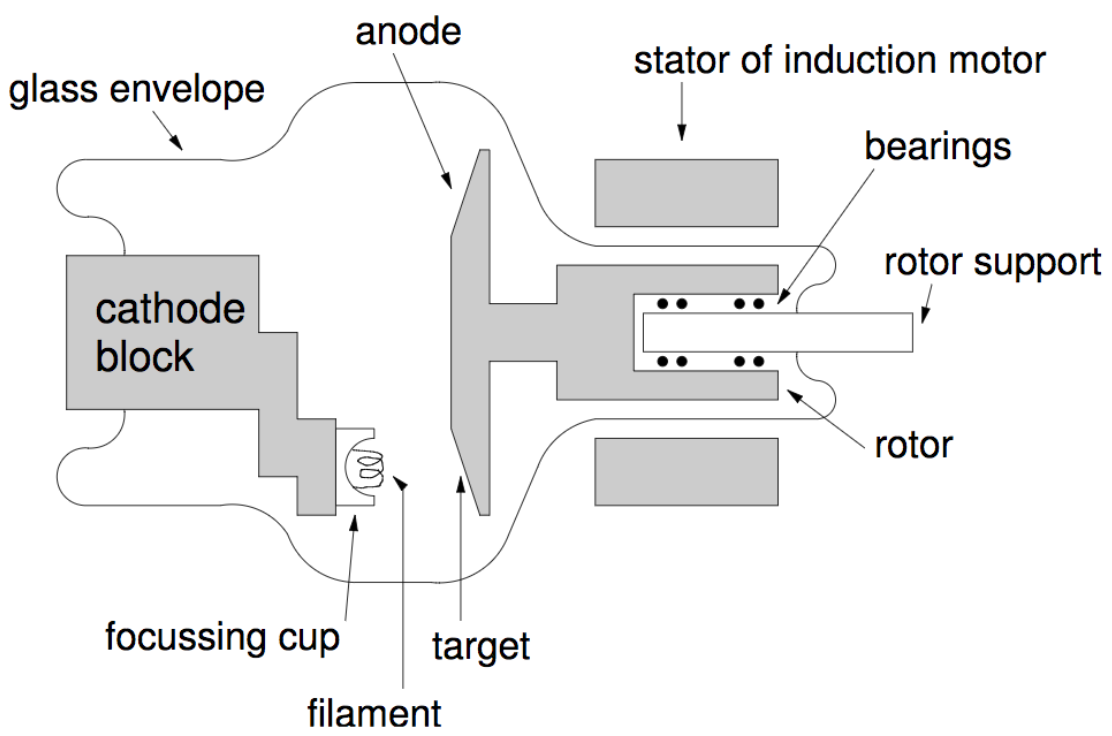 anode
stator of induction motor
glass envelope
bearings
rotor support
cathode
block
rotor
focussing cup
target
filament